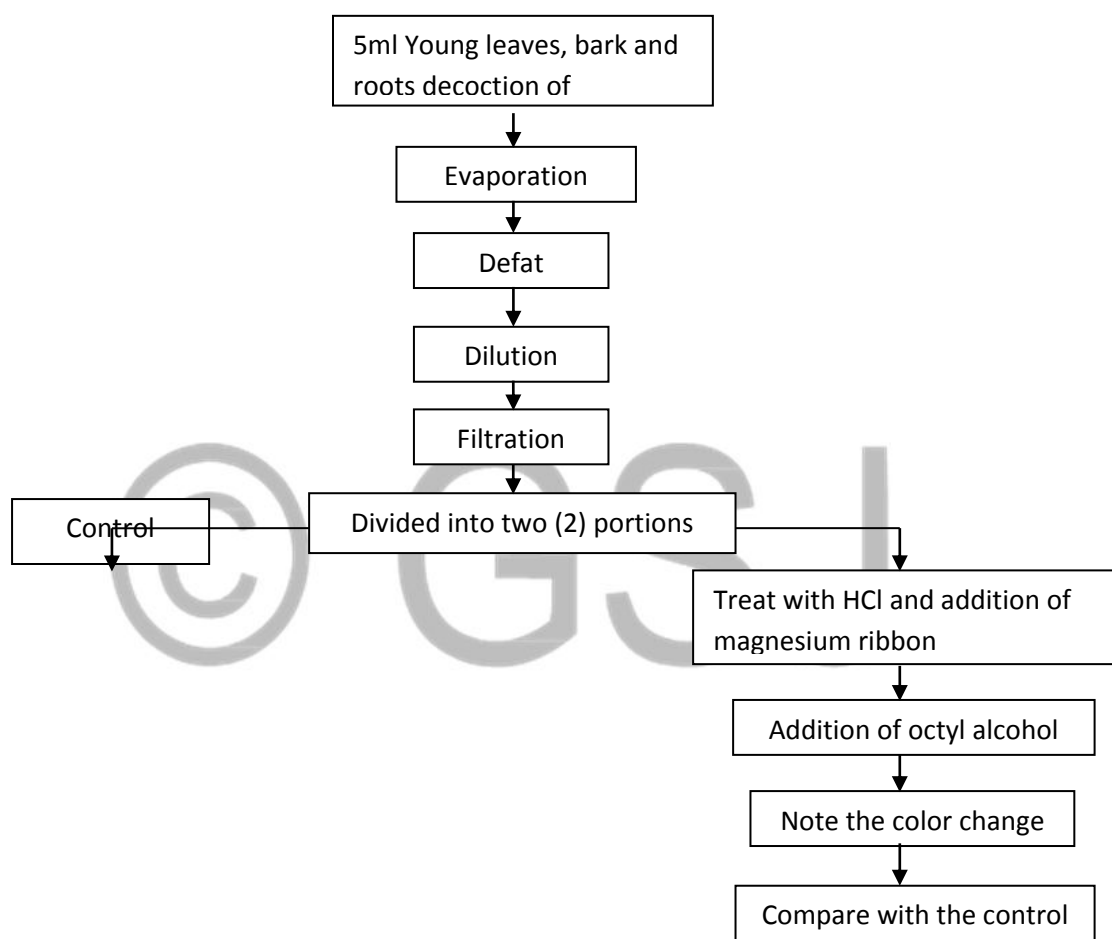 5ml Young leaves, bark and
roots decoction of
Evaporation
Defat
Dilution
Filtration
Divided into two (2) portions
Control
Treat with HCl and addition of
magnesium ribbon
Addition of octyl alcohol
Note the color change
Compare with the control
© GSJ